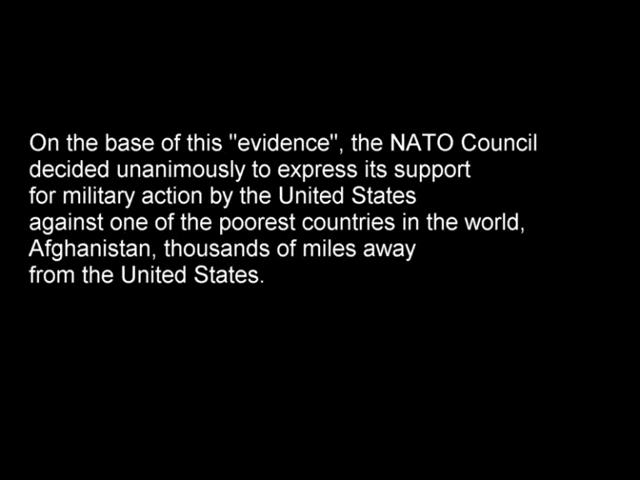 On the base of this "evidence", the NATO Council
decided unanimously to express its support
for military action by the United States
against one of the poorest countries in the world,
Afghanistan, thousands of miles away
from the United States.